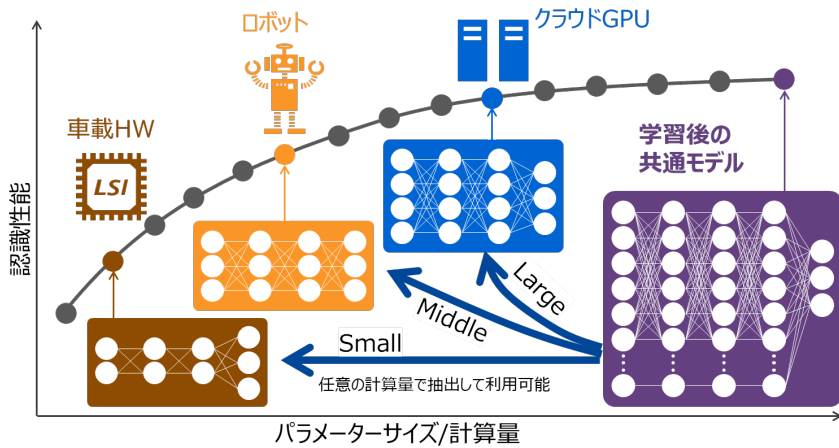 ロボット
クラウドGPU
車載HW
LSI
学習後の
共通モデル
認識性能
Large
Middle
Small
任意の計算量で抽出して利用可能
パラメーターサイズ/計算量